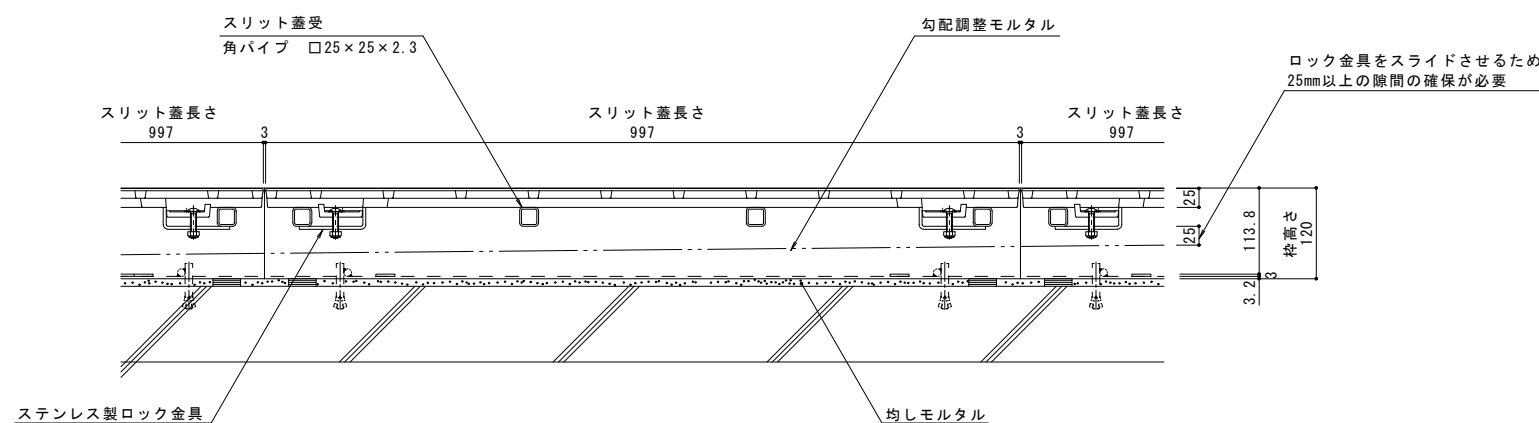 スリット蓋受
角パイプ □25×25×2.3
勾配調整モルタル
ロック金具をスライドさせるため
25mm以上の隙間の確保が必要
スリット蓋長さ
997
3
スリット蓋長さ
997
3
スリット蓋長さ
997
25
25
113.8
枠高さ
120
3
3.2
ステンレス製ロック金具
均しモルタル